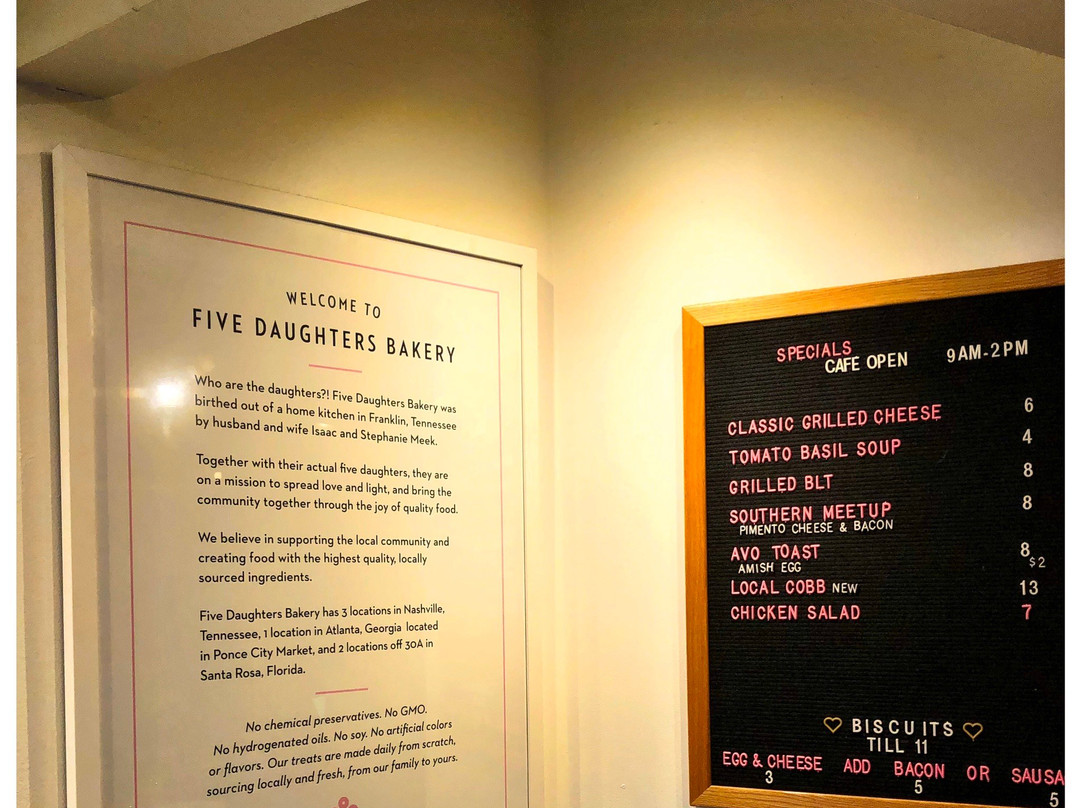 WELCOME TO
FIVE DAUGHTERS BAKERY
Who are the daughters?! Five Daughters Bakery was
birthed out of a home kitchen in Franklin, Tennessee
by husband and wife Isaac and Stephanie Meek.
Together with their actual five daughters, they are
on a mission to spread love and light, and bring the
community together through the joy of quality food.
We believe in supporting the local community and
creating food with the highest quality, locally
sourced ingredients.
Five Daughters Bakery has 3 locations in Nashville,
Tennessee, 1 location in Atlanta, Georgia located
in Ponce City Market, and 2 locations off 30A in
Santa Rosa, Florida.
No chemical preservatives. No GMO.
No hydrogenated oils. No soy. No artificial colors
or flavors. Our treats are made daily from scratch,
sourcing locally and fresh, from our family to yours.
SPECIALS
CAFE OPEN 9AM-2PM
CLASSIC GRILLED CHEESE 6
TOMATO BASIL SOUP 4
GRILLED BLT 8
SOUTHERN MEETUP 8
PIMENTO CHEESE & BACON
AVO TOAST 8
AMISH EGG $2
LOCAL COBB NEW 13
CHICKEN SALAD 7
BISCUITS
TILL 11
EGG & CHEESE ADD BACON OR SAUSA
3 5 5